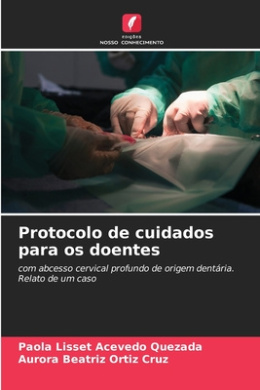 edições
NOSSO CONHECIMENTO
Protocolo de cuidados
para os doentes
com abcesso cervical profundo de origem dentária.
Relato de um caso
Paola Lisset Acevedo Quezada
Aurora Beatriz Ortiz Cruz